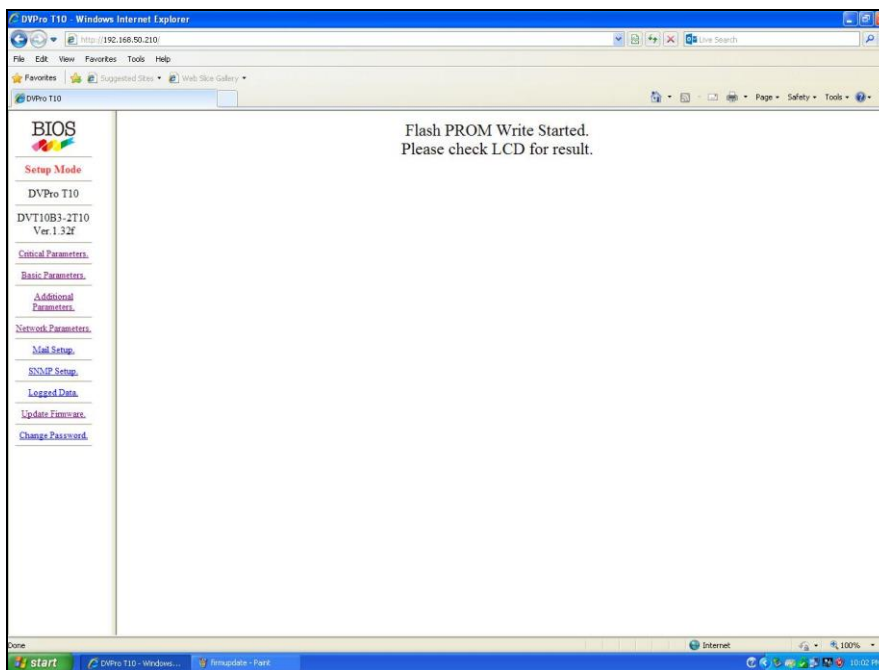 DVPro T10 - Windows Internet Explorer
http://192.168.50.210/
Live Search
File Edit View Favorites Tools Help
Favorites Suggested Sites Web Slice Gallery
DVPro T10
Page Safety Tools
BIOS
Setup Mode
DVPro T10
DVT10B3-2T10
Ver.1.32f
Critical Parameters.
Basic Parameters.
Additional
Parameters.
Network Parameters.
Mail Setup.
SNMP Setup.
Logged Data.
Update Firmware.
Change Password.
Flash PROM Write Started.
Please check LCD for result.
Done
Internet
100%
start
DVPro T10 - Windows...
firmupdate - Paint
10:02 PM